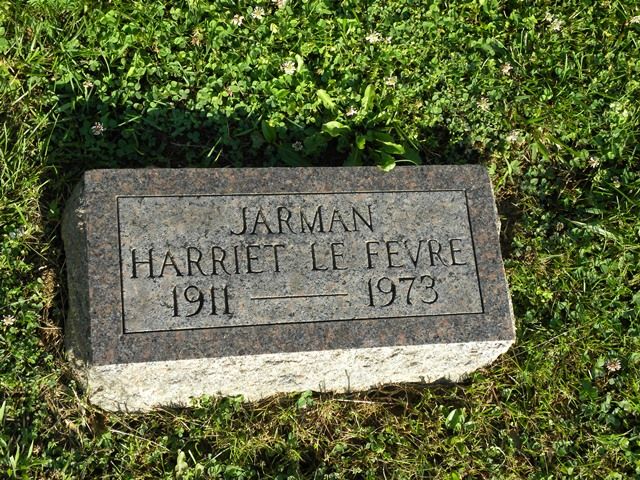 JARMAN
HARRIET LE FEVRE
1911 — 1973